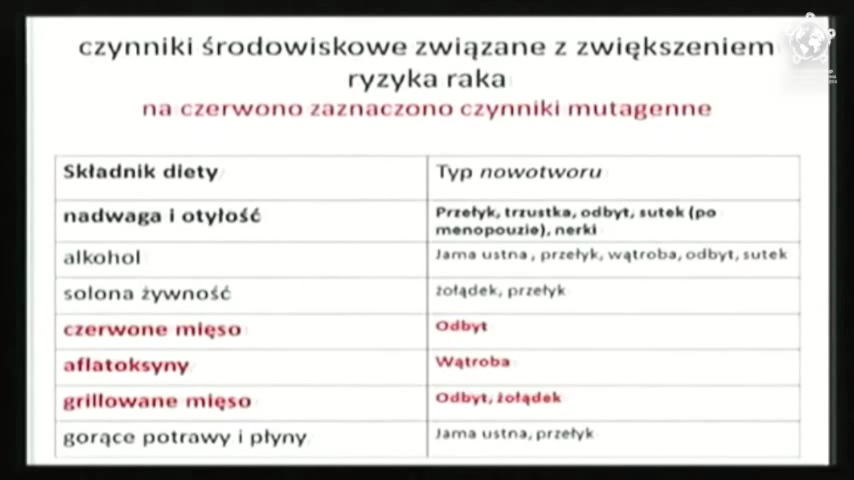 czynniki środowiskowe związane z zwiększeniem
ryzyka raka
na czerwono zaznaczono czynniki mutagenne
Składnik diety
Typ nowotworu
nadwaga i otyłość
Przełyk, trzustka, odbyt, sutek (po
menopouzie), nerki
alkohol
Jama ustna , przełyk, wątroba, odbyt, sutek
solona żywność
żołądek, przełyk
czerwone mięso
Odbyt
aflatoksyny
Wątroba
grillowane mięso
Odbyt, żołądek
gorące potrawy i płyny
Jama ustna, przełyk